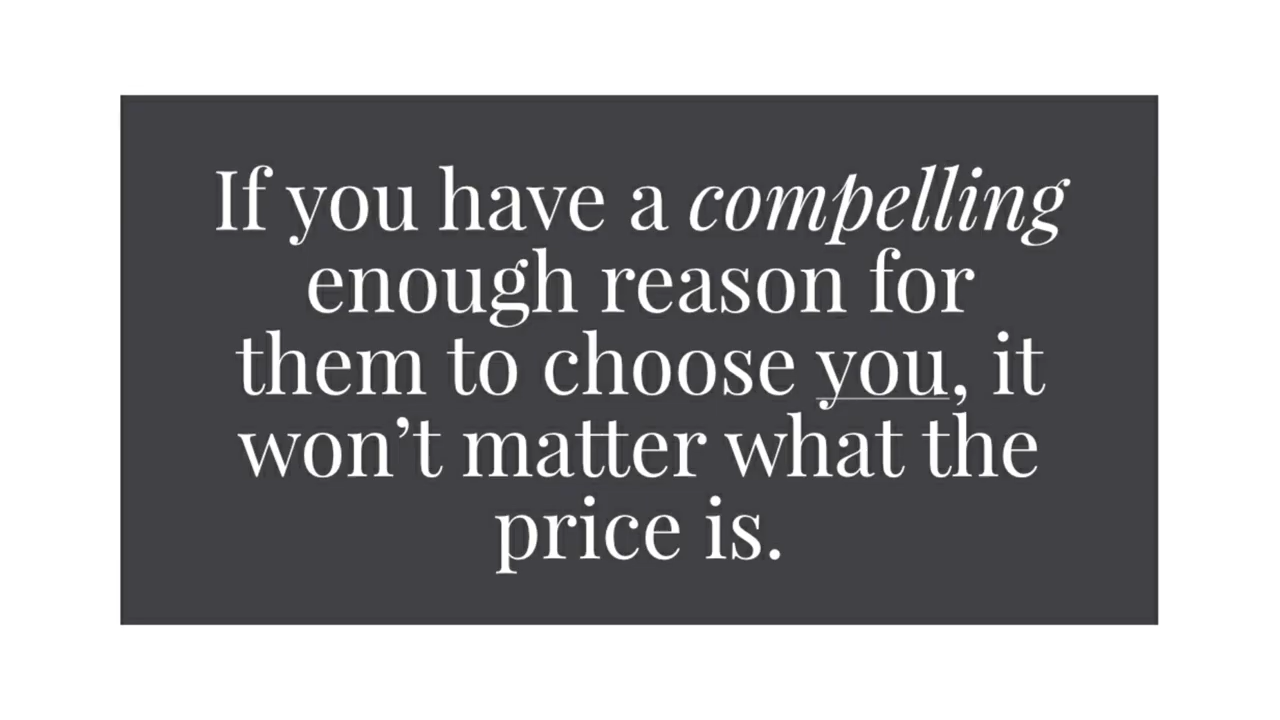 If you have a compelling
enough reason for
them to choose you, it
won’t matter what the
price is.